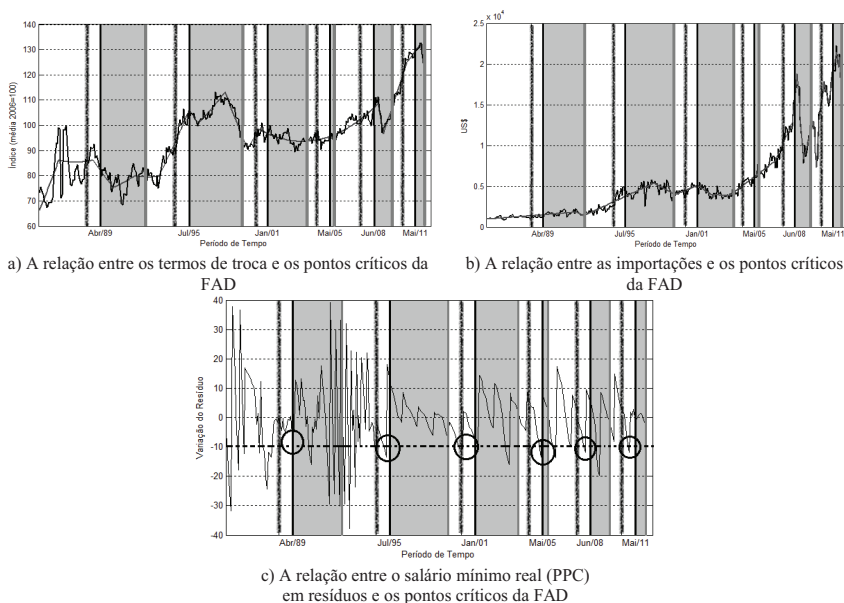 140
130
120
110
100
90
80
70
60
Índice (média 2006=100)
Abr/89
Jul/95
Jan/01
Mai/05
Jun/08
Mai/11
Período de Tempo
a) A relação entre os termos de troca e os pontos críticos da
FAD
x 10⁴
2.5
2
1.5
1
0.5
0
US$
Abr/89
Jul/95
Jan/01
Mai/05
Jun/08
Mai/11
Período de Tempo
b) A relação entre as importações e os pontos críticos
da FAD
40
30
20
10
0
-10
-20
-30
-40
Variação do Resíduo
Abr/89
Jul/95
Jan/01
Mai/05
Jun/08
Mai/11
Período de Tempo
c) A relação entre o salário mínimo real (PPC)
em resíduos e os pontos críticos da FAD